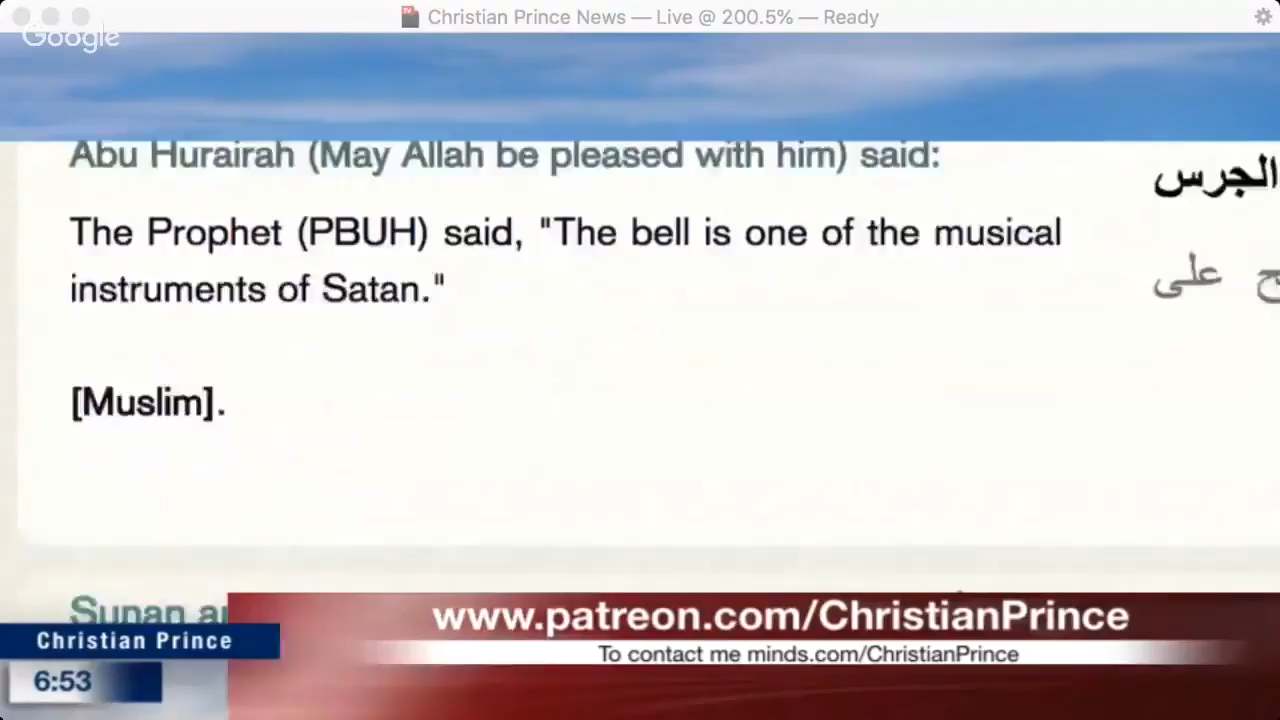 Christian Prince News — Live @ 200.5% — Ready
Google
Abu Hurairah (May Allah be pleased with him) said:
الجرس
The Prophet (PBUH) said, "The bell is one of the musical
instruments of Satan."
على
[Muslim].
Sunan
www.patreon.com/ChristianPrince
Christian Prince
To contact me minds.com/ChristianPrince
6:53